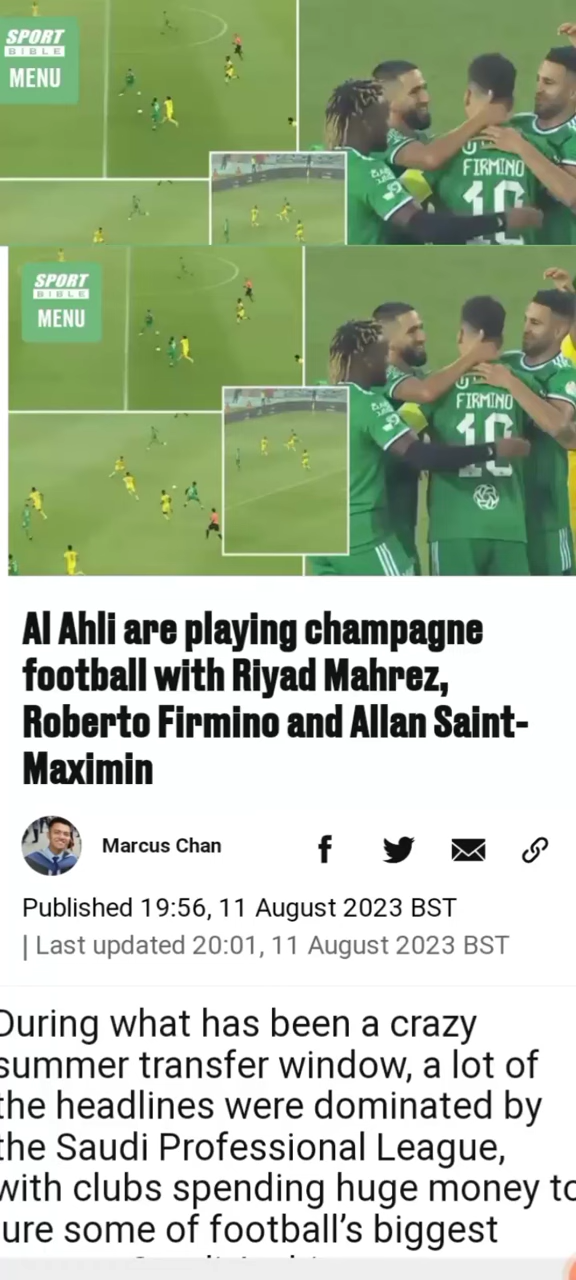 SPORT
BIBLE
MENU
FIRMINO
10
SPORT
BIBLE
MENU
FIRMINO
10
Al Ahli are playing champagne
football with Riyad Mahrez,
Roberto Firmino and Allan Saint-
Maximin
Marcus Chan
Published 19:56, 11 August 2023 BST
| Last updated 20:01, 11 August 2023 BST
During what has been a crazy
summer transfer window, a lot of
the headlines were dominated by
the Saudi Professional League,
with clubs spending huge money to
lure some of football’s biggest